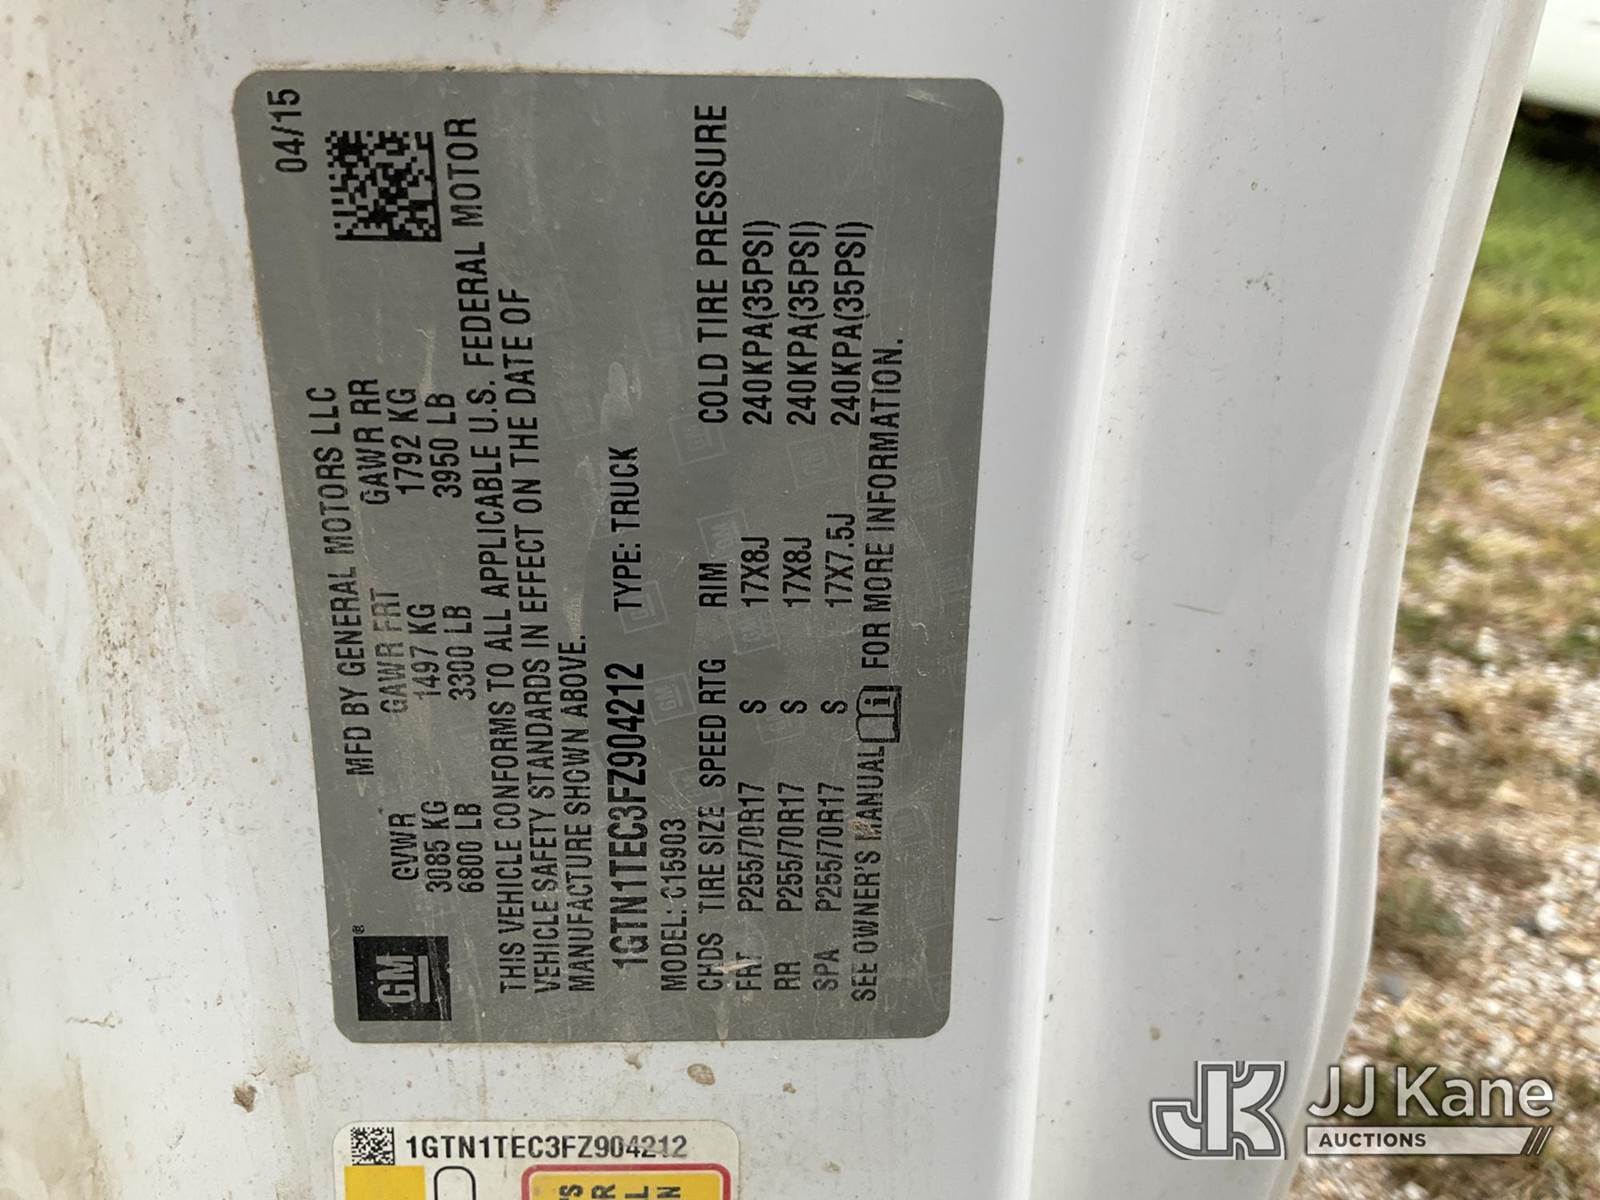 04/15
MFD BY GENERAL MOTORS LLC
GM ®
GVWR GAWR FRT GAWR RR
3085 KG 1497 KG 1792 KG
6800 LB 3300 LB 3950 LB
THIS VEHICLE CONFORMS TO ALL APPLICABLE U.S. FEDERAL MOTOR
VEHICLE SAFETY STANDARDS IN EFFECT ON THE DATE OF
MANUFACTURE SHOWN ABOVE.
1GTN1TEC3FZ904212 TYPE: TRUCK
MODEL: C15903
CHDS TIRE SIZE SPEED RTG RIM COLD TIRE PRESSURE
FRT P255/70R17 S 17X8J 240KPA(35PSI)
RR P255/70R17 S 17X8J 240KPA(35PSI)
SPA P255/70R17 S 17X7.5J 240KPA(35PSI)
SEE OWNER'S MANUAL FOR MORE INFORMATION.
1GTN1TEC3FZ904212
JK JJ Kane
AUCTIONS